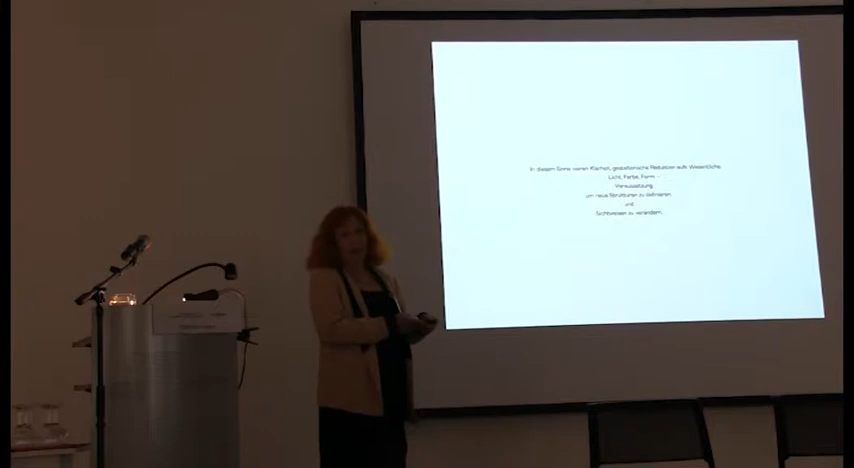 In diesem Sinne waren Klarheit, gestalterische Reduktion aufs Wesentliche,
Licht, Farbe, Form -
Voraussetzung
um neue Strukturen zu definieren
und
Sichtweisen zu verändern.